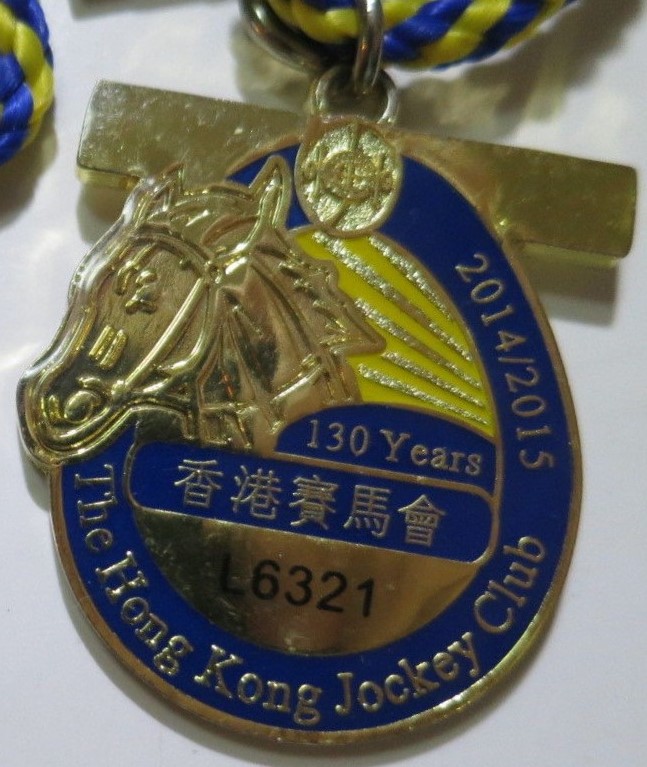 2014/2015
130 Years
香港賽馬會
L6321
The Hong Kong Jockey Club